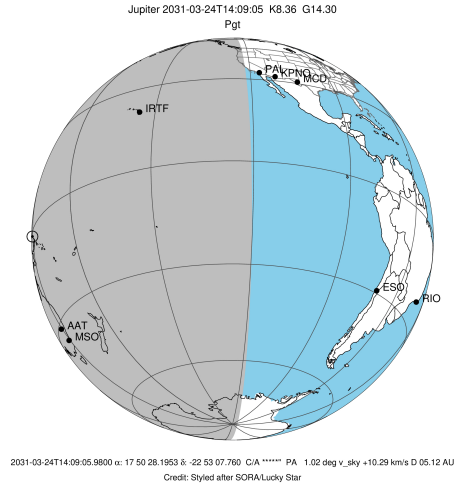 Jupiter 2031-03-24T14:09:05 K8.36 G14.30
Pgt
PAL
KPNO
MCD
IRTF
ESO
RIO
AAT
MSO
2031-03-24T14:09:05.9800 α: 17 50 28.1953 δ: -22 53 07.760 C/A *****" PA 1.02 deg v_sky +10.29 km/s D 05.12 AU
Credit: Styled after SORA/Lucky Star